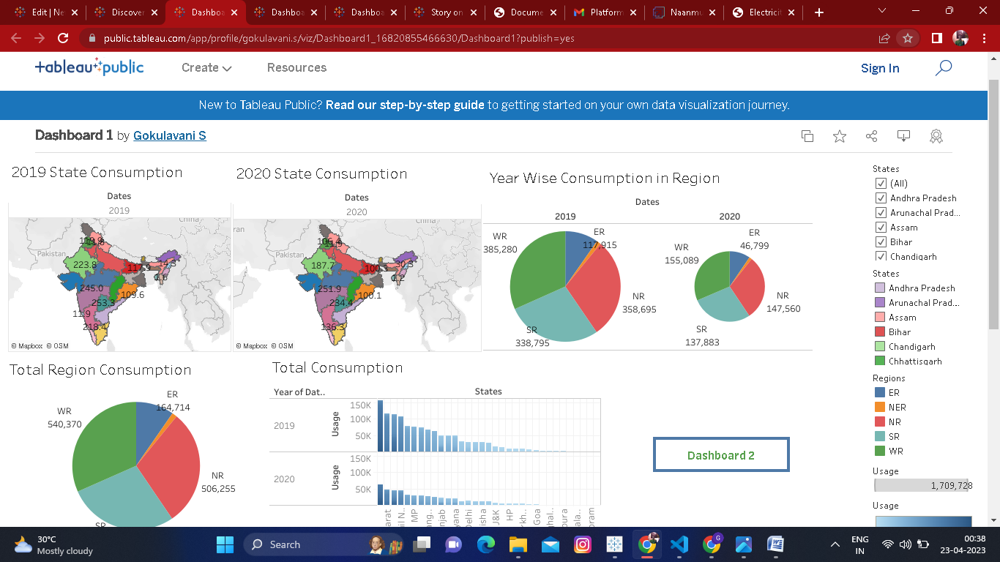 Edit | Ne
Discover
Dashboa
Dashboa
Dashboa
Story on
Docume
Platform
Naanmu
Electricit
public.tableau.com/app/profile/gokulavani.s/viz/Dashboard1_16820855466630/Dashboard1?publish=yes
tableau public
Create
Resources
Sign In
New to Tableau Public? Read our step-by-step guide to getting started on your own data visualization journey.
Dashboard 1 by Gokulavani S
2019 State Consumption
Dates
2019
China
Pakistan
223.8
117.9
14.3
0.6
245.0
109.6
253.3
11.9
218.4
© Mapbox © OSM
2020 State Consumption
Dates
2020
China
ran
Pakistan
106.4
11.9
187.7
100.3
30.3
0.2
251.9
100.1
234.4
136.3
© Mapbox © OSM
Year Wise Consumption in Region
Dates
2019
2020
WR
385,280
ER
117,915
NR
358,695
SR
338,795
WR
155,089
ER
46,799
NR
147,560
SR
137,883
States
(All)
Andhra Pradesh
Arunachal Prad...
Assam
Bihar
Chandigarh
States
Andhra Pradesh
Arunachal Prad...
Assam
Bihar
Chandigarh
Chhattisgarh
Regions
ER
NER
NR
SR
WR
Usage
1,709,728
Usage
Total Region Consumption
ER
164,714
WR
540,370
NR
506,255
SR
Total Consumption
Year of Dat..
States
2019
Usage
150K
100K
50K
2020
Usage
150K
100K
50K
arat
il N..
MP
ang..
njab
yana
Delhi
isha
J&K
HP
rkh..
Goa
ghal..
pura
ala..
oram
Dashboard 2
30°C
Mostly cloudy
Search
G
ENG
IN
00:38
23-04-2023